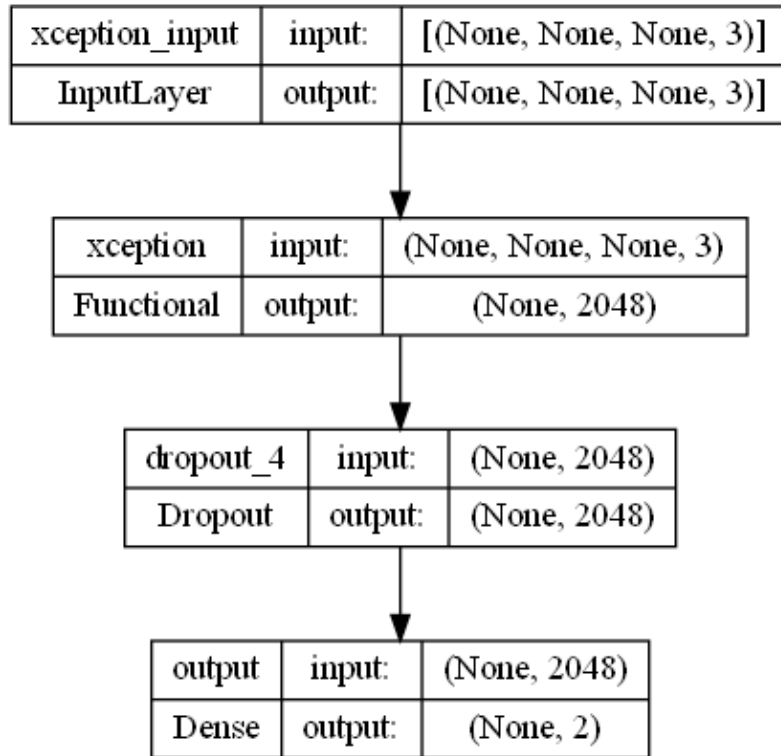 xception_input input: [(None, None, None, 3)]
InputLayer output: [(None, None, None, 3)]
xception input: (None, None, None, 3)
Functional output: (None, 2048)
dropout_4 input: (None, 2048)
Dropout output: (None, 2048)
output input: (None, 2048)
Dense output: (None, 2)